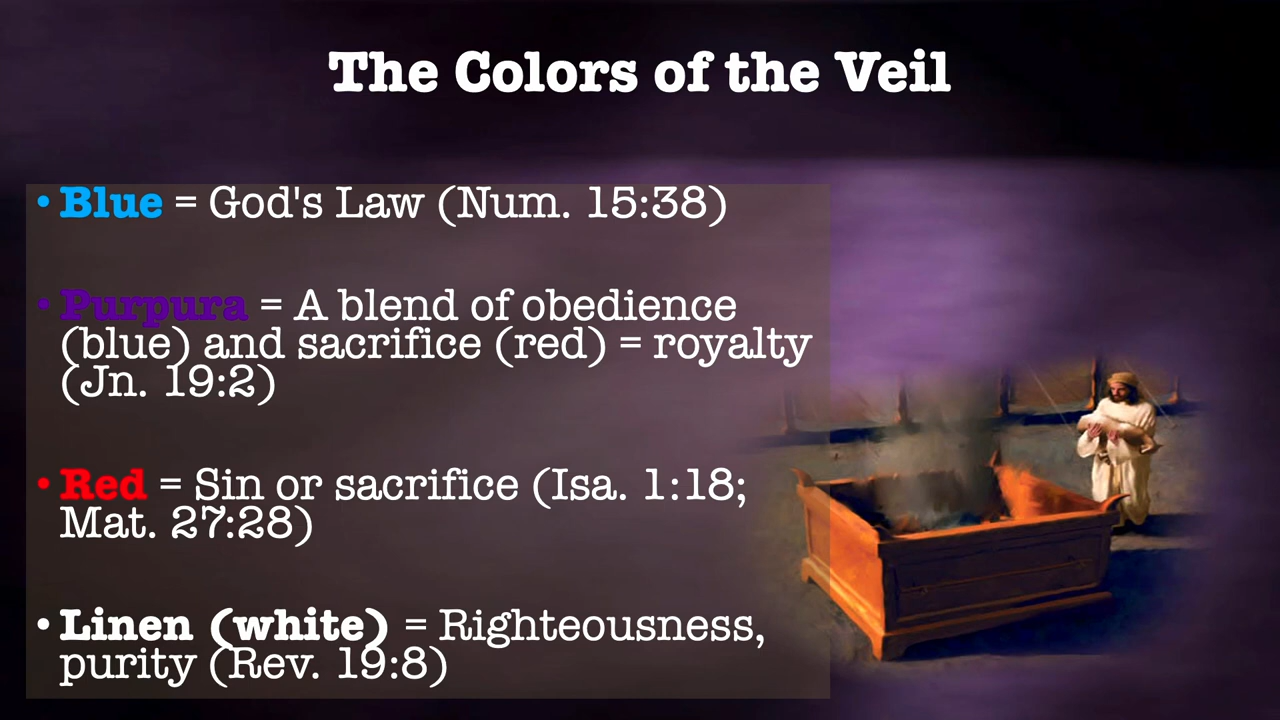 The Colors of the Veil
• Blue = God's Law (Num. 15:38)
• Purpura = A blend of obedience
(blue) and sacrifice (red) = royalty
(Jn. 19:2)
• Red = Sin or sacrifice (Isa. 1:18;
Mat. 27:28)
• Linen (white) = Righteousness,
purity (Rev. 19:8)